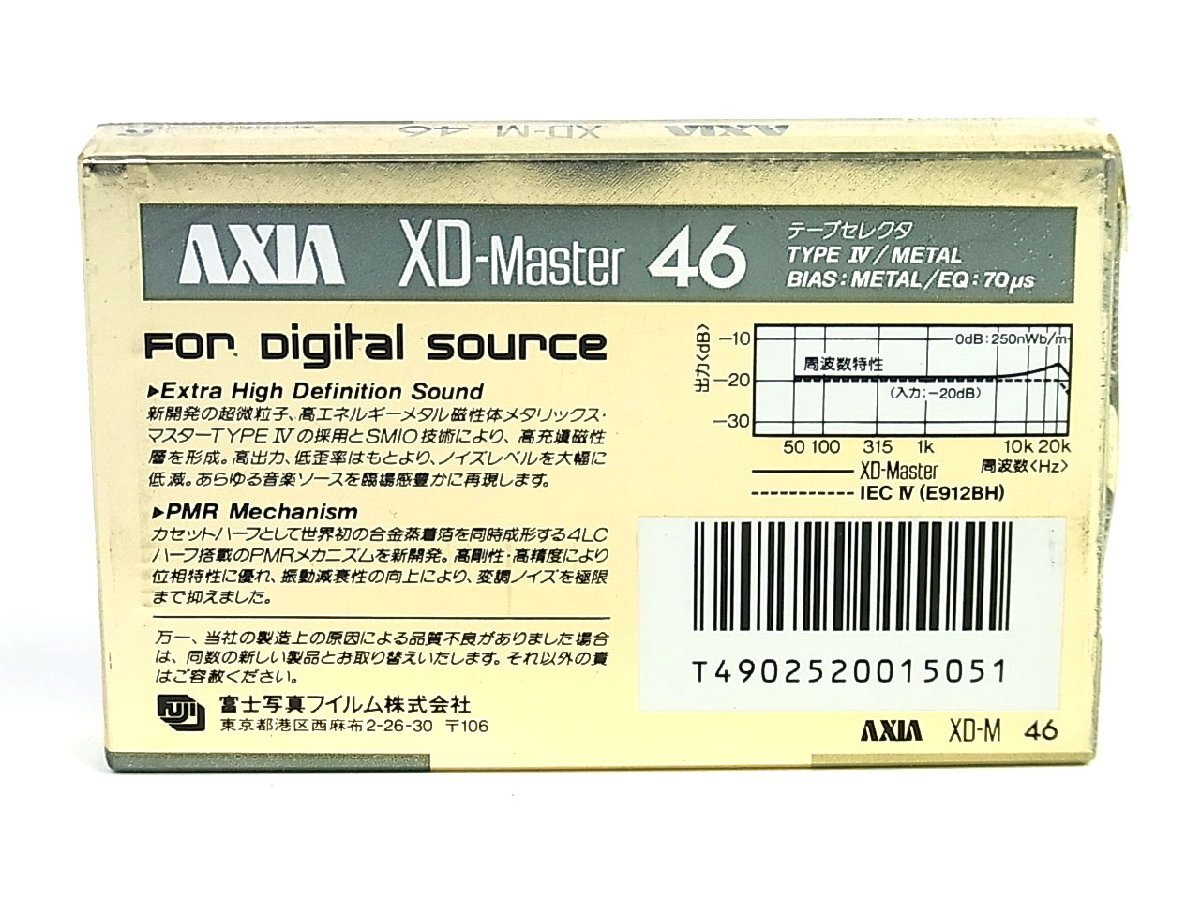 AXIA XD-M 46
AXIA XD-Master 46
テープセレクタ
TYPE IV/METAL
BIAS:METAL/EQ:70μs
For Digital Source
▶Extra High Definition Sound
新開発の超微粒子、高エネルギーメタル磁性体メタリックス・
マスターTYPE IVの採用とSMIO技術により、高充塡磁性
層を形成。高出力、低歪率はもとより、ノイズレベルを大幅に
低減。あらゆる音楽ソースを臨場感豊かに再現します。
▶PMR Mechanism
カセットハーフとして世界初の合金蒸着箔を同時成形する4LC
ハーフ搭載のPMRメカニズムを新開発。高剛性・高精度により
位相特性に優れ、振動減衰性の向上により、変調ノイズを極限
まで抑えました。
万一、当社の製造上の原因による品質不良がありました場合
は、同数の新しい製品とお取り替えいたします。それ以外の責
はご容赦ください。
FUJI 富士写真フイルム株式会社
東京都港区西麻布2-26-30 〒106
出力<dB>
-10
-20
-30
0dB:250nWb/m
周波数特性
(入力:-20dB)
50 100 315 1k 10k 20k
XD-Master 周波数<Hz>
IEC IV (E912BH)
T4902520015051
AXIA XD-M 46